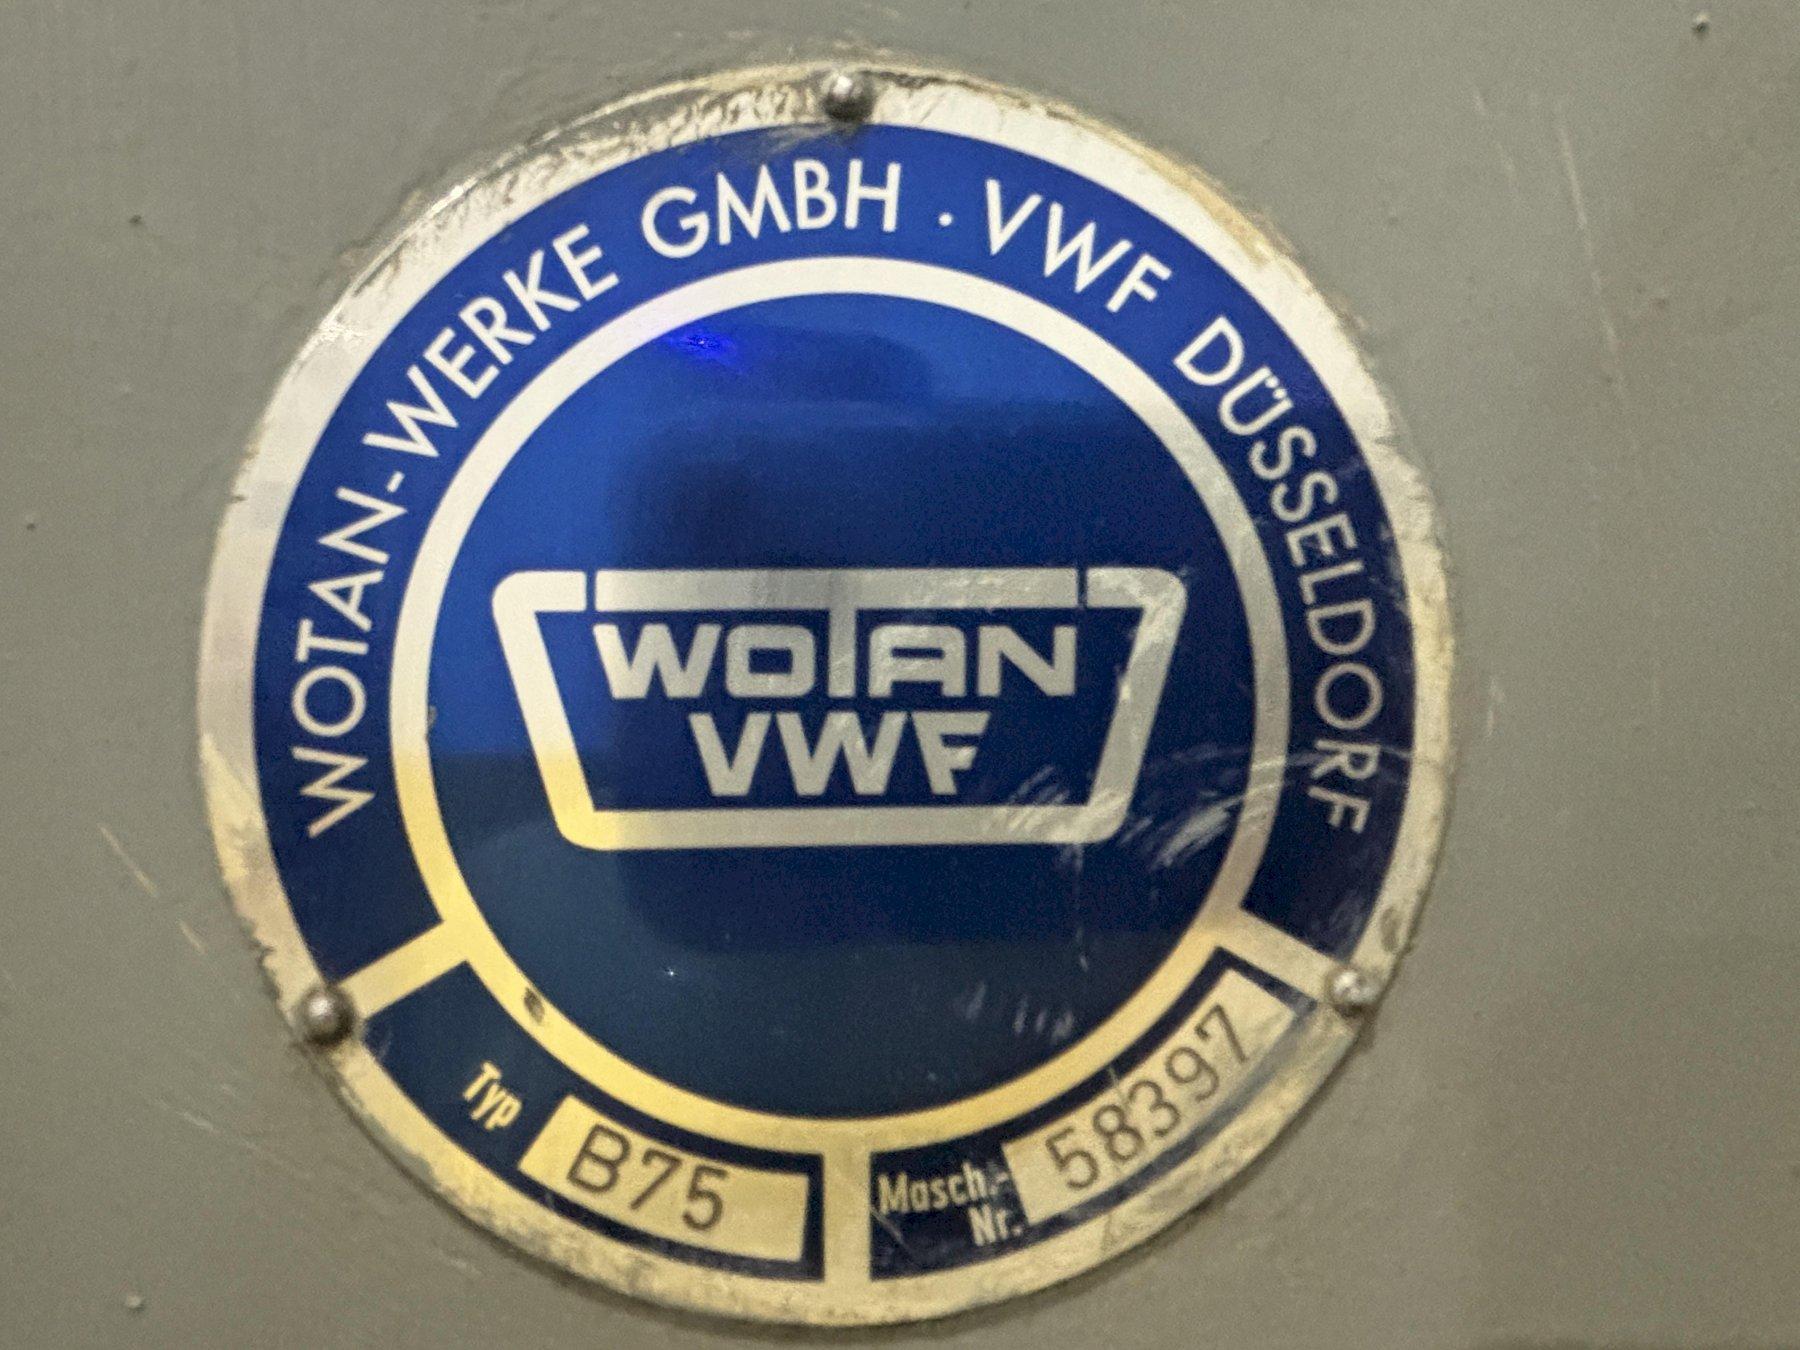 WOTAN-WERKE GMBH · VWF DÜSSELDORF
WOTAN
VWF
Typ B75
Masch.-
Nr. 58397